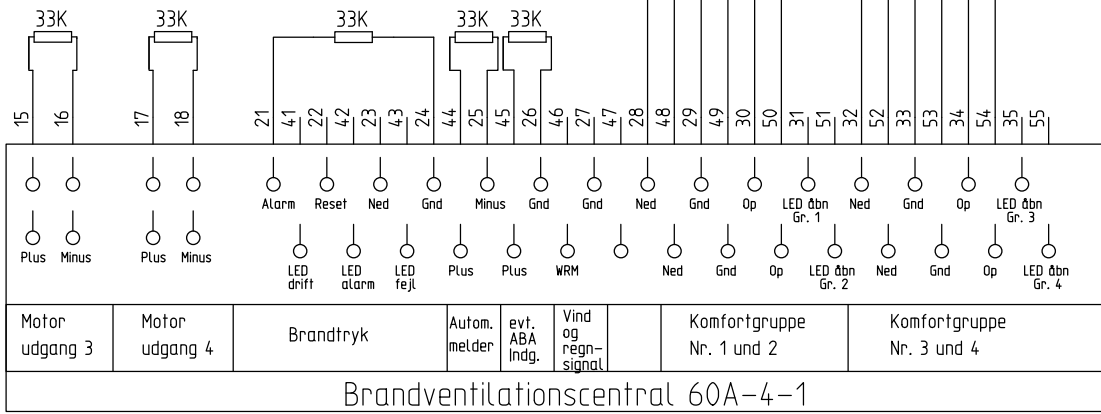 33K 33K 33K 33K 33K
15 16 17 18 21 41 22 42 23 43 24 44 25 45 26 46 27 47 28 48 29 49 30 50 31 51 32 52 33 53 34 54 35 55
Alarm Reset Ned Gnd Minus Gnd Gnd Ned Gnd Op LED åbn Gr. 1 Ned Gnd Op LED åbn Gr. 3
Plus Minus Plus Minus LED drift LED alarm LED fejl Plus Plus WRM Ned Gnd Op LED åbn Gr. 2 Ned Gnd Op LED åbn Gr. 4
Motor
udgang 3
Motor
udgang 4
Brandtryk
Autom.
melder
evt.
ABA
Indg.
Vind
og
regn-
signal
Komfortgruppe
Nr. 1 und 2
Komfortgruppe
Nr. 3 und 4
Brandventilationscentral 60A-4-1